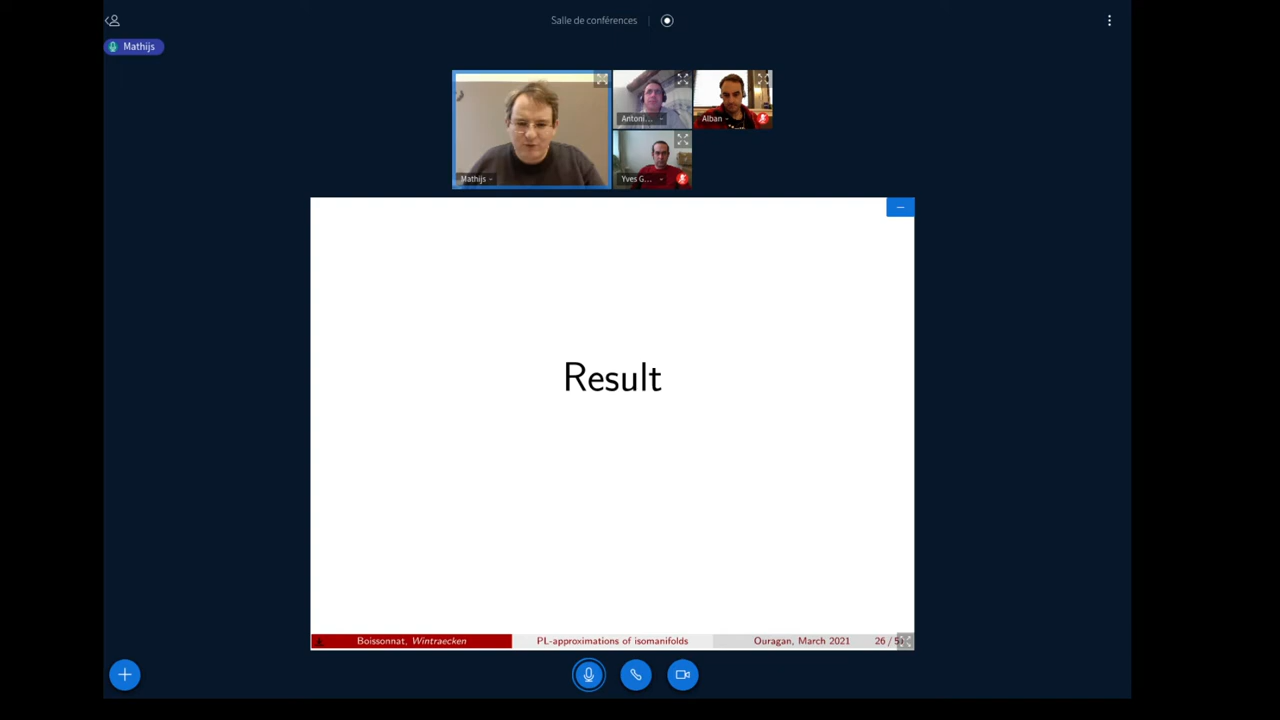 Salle de conférences
Mathijs
Antoni...
Alban
Mathijs
Yves G...
Result
Boissonnat, Wintraecken
PL-approximations of isomanifolds
Ouragan, March 2021
26 / 5